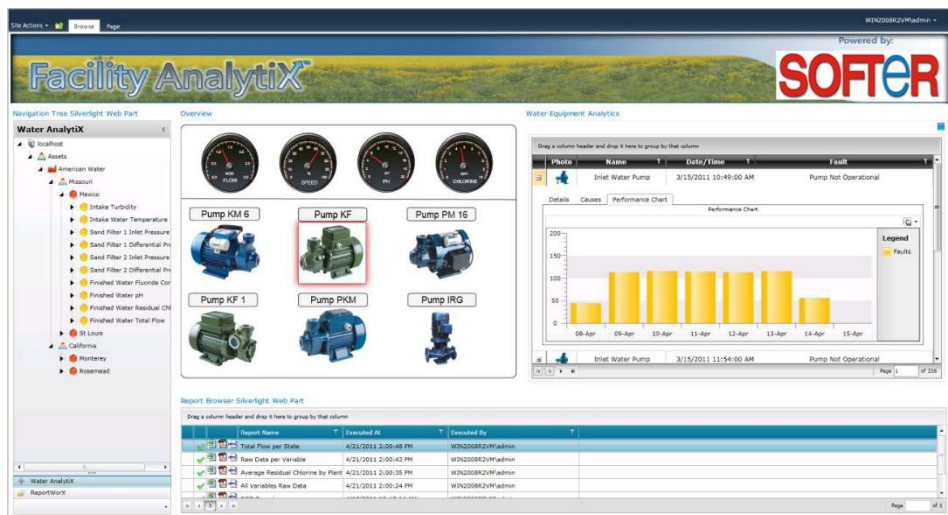 Site Actions
Browse
Page
WIN2008R2VM\admin
Facility AnalytiX™
Powered by:
SOFTeR
Navigation Tree Silverlight Web Part
Water AnalytiX
localhost
Assets
American Water
Missouri
Mexico
Intake Turbidity
Intake Water Temperature
Sand Filter 1 Inlet Pressure
Sand Filter 1 Differential Pre
Sand Filter 2 Inlet Pressure
Sand Filter 2 Differential Pre
Finished Water Fluoride Con
Finished Water pH
Finished Water Residual Chl
Finished Water Total Flow
St Louis
California
Monterey
Rosemead
Water AnalytiX
ReportWorX
Overview
FLOW
SPEED
PH
CHLORINE
Pump KM 6
Pump KF
Pump PM 16
Pump KF 1
Pump PKM
Pump IRG
Water Equipment Analytics
Drag a column header and drop it here to group by that column
Photo Name Date/Time Fault
Inlet Water Pump 3/15/2011 10:49:00 AM Pump Not Operational
Details Causes Performance Chart
Performance Chart
200
150
100
50
0
08-Apr 09-Apr 10-Apr 11-Apr 12-Apr 13-Apr 14-Apr 15-Apr
Legend
Faults
Inlet Water Pump 3/15/2011 11:54:00 AM Pump Not Operational
Page 1 of 216
Report Browser Silverlight Web Part
Drag a column header and drop it here to group by that column
Report Name Executed At Executed By
Total Flow per State 4/21/2011 2:00:48 PM WIN2008R2VM\admin
Raw Data per Variable 4/21/2011 2:00:43 PM WIN2008R2VM\admin
Average Residual Chlorine by Plant 4/21/2011 2:00:35 PM WIN2008R2VM\admin
All Variables Raw Data 4/21/2011 2:00:24 PM WIN2008R2VM\admin
1
Page of 1